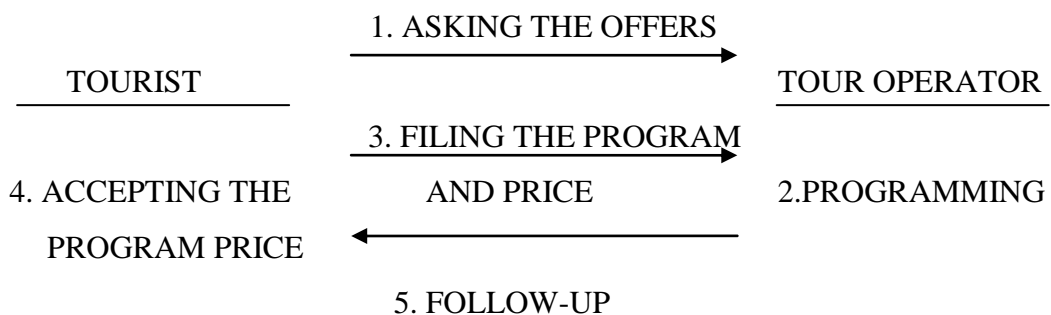 1. ASKING THE OFFERS
TOURIST
TOUR OPERATOR
3. FILING THE PROGRAM
AND PRICE
4. ACCEPTING THE
PROGRAM PRICE
2.PROGRAMMING
5. FOLLOW-UP